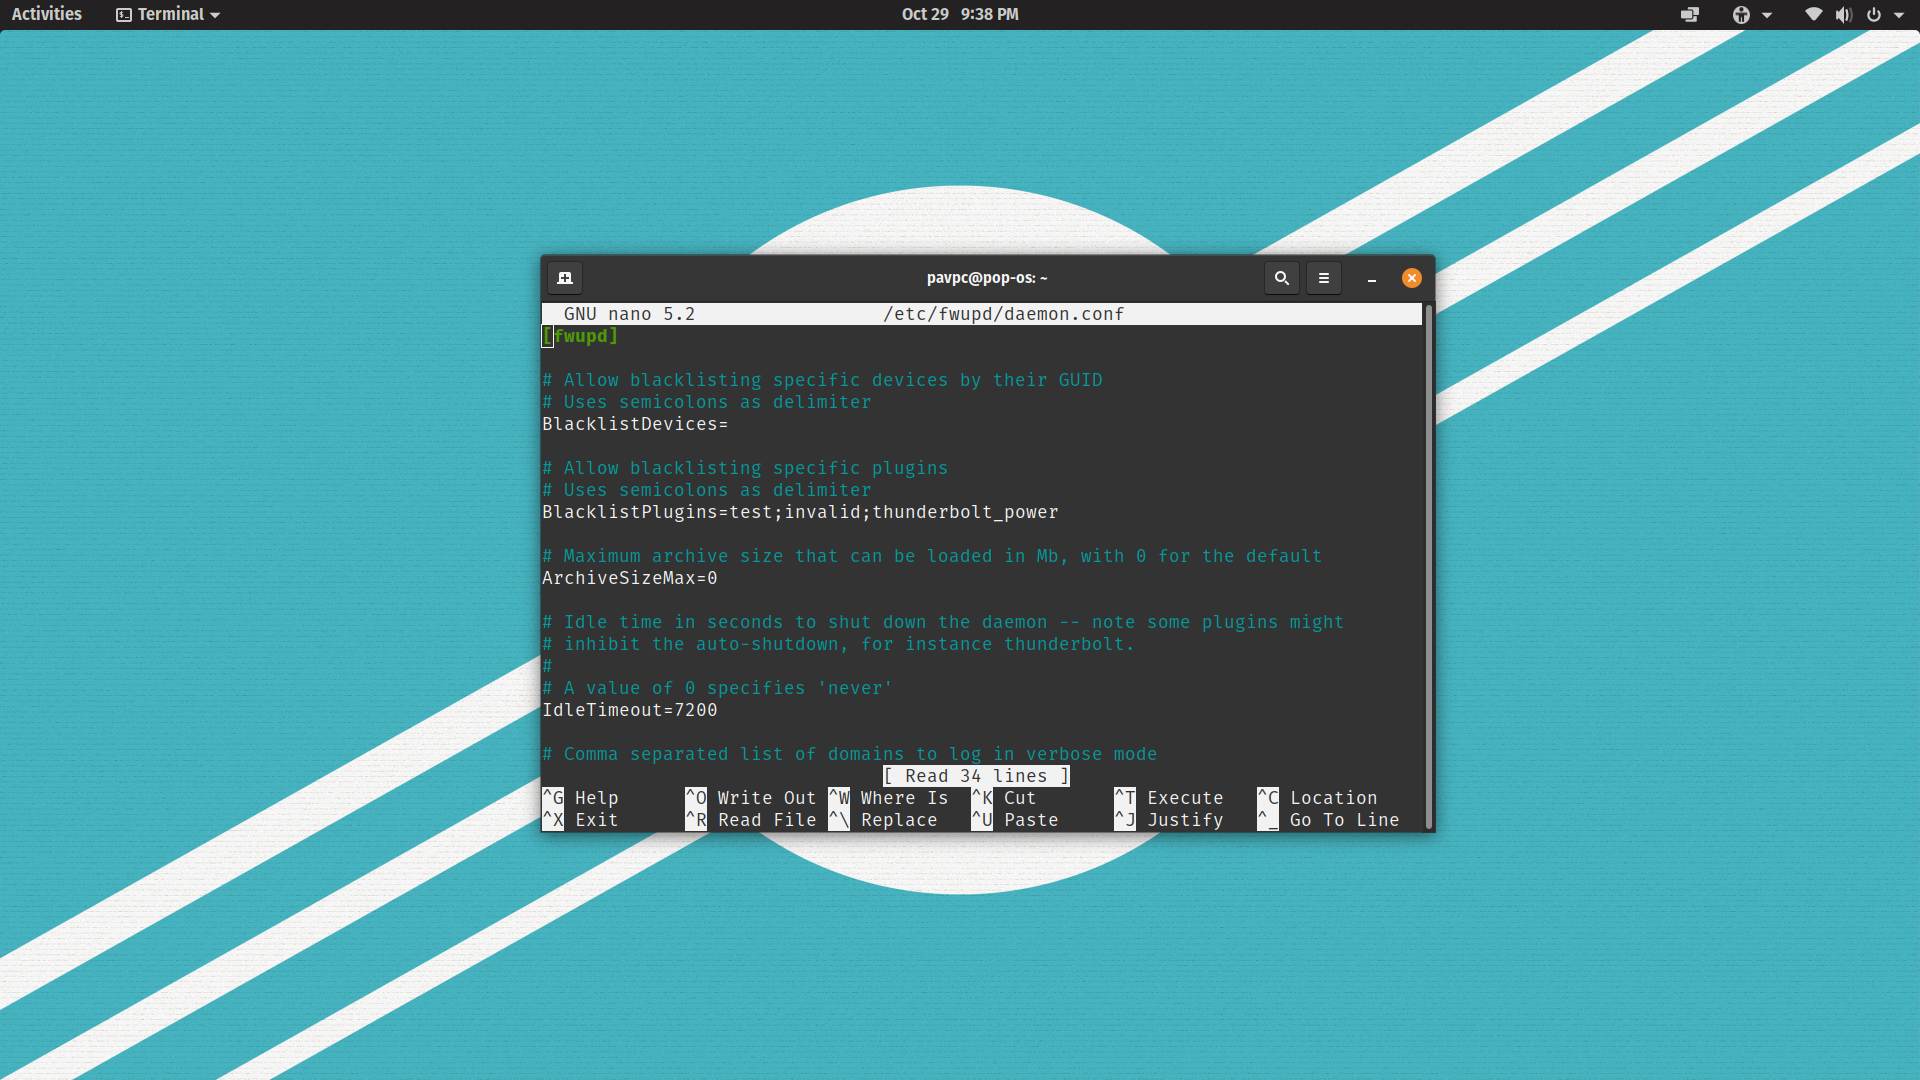 Activities Terminal Oct 29 9:38 PM
pavpc@pop-os: ~
GNU nano 5.2 /etc/fwupd/daemon.conf
[fwupd]
# Allow blacklisting specific devices by their GUID
# Uses semicolons as delimiter
BlacklistDevices=
# Allow blacklisting specific plugins
# Uses semicolons as delimiter
BlacklistPlugins=test;invalid;thunderbolt_power
# Maximum archive size that can be loaded in Mb, with 0 for the default
ArchiveSizeMax=0
# Idle time in seconds to shut down the daemon -- note some plugins might
# inhibit the auto-shutdown, for instance thunderbolt.
#
# A value of 0 specifies 'never'
IdleTimeout=7200
# Comma separated list of domains to log in verbose mode
[ Read 34 lines ]
^G Help ^O Write Out ^W Where Is ^K Cut ^T Execute ^C Location
^X Exit ^R Read File ^\ Replace ^U Paste ^J Justify ^_ Go To Line